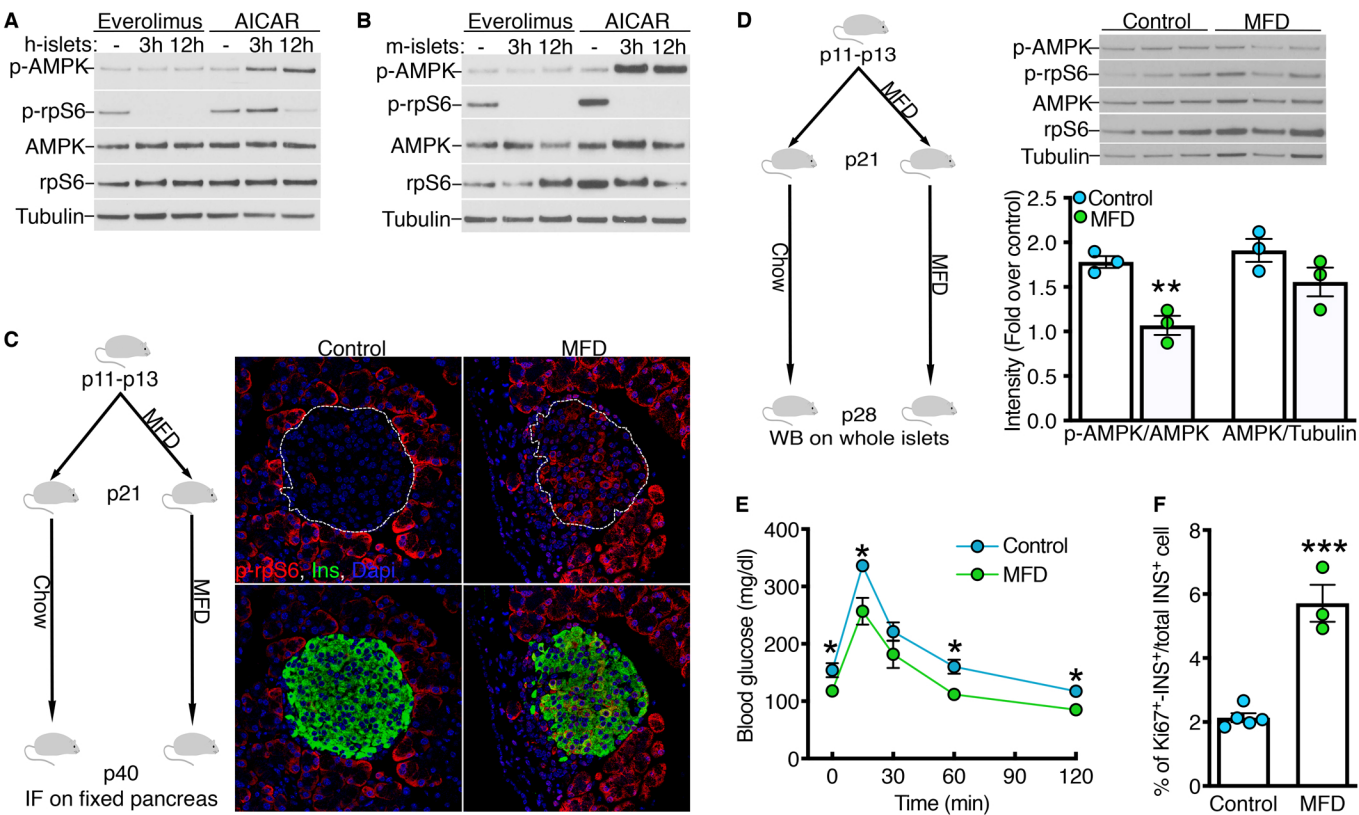 A
Everolimus AICAR
h-islets: - 3h 12h - 3h 12h
p-AMPK
p-rpS6
AMPK
rpS6
Tubulin
B
Everolimus AICAR
m-islets: - 3h 12h - 3h 12h
p-AMPK
p-rpS6
AMPK
rpS6
Tubulin
C
p11-p13
MFD
p21
Chow
MFD
p40
IF on fixed pancreas
Control MFD
p-rpS6, Ins, Dapi
D
p11-p13
MFD
p21
Chow
MFD
p28
WB on whole islets
Control MFD
p-AMPK
p-rpS6
AMPK
rpS6
Tubulin
Intensity (Fold over control)
2.5
2.0
1.5
1.0
0.5
0.0
Control
MFD
**
p-AMPK/AMPK AMPK/Tubulin
E
Blood glucose (mg/dl)
400
300
200
100
0
* * * *
Control
MFD
0 30 60 90 120
Time (min)
F
% of Ki67+-INS+/total INS+ cell
8
6
4
2
0
***
Control MFD